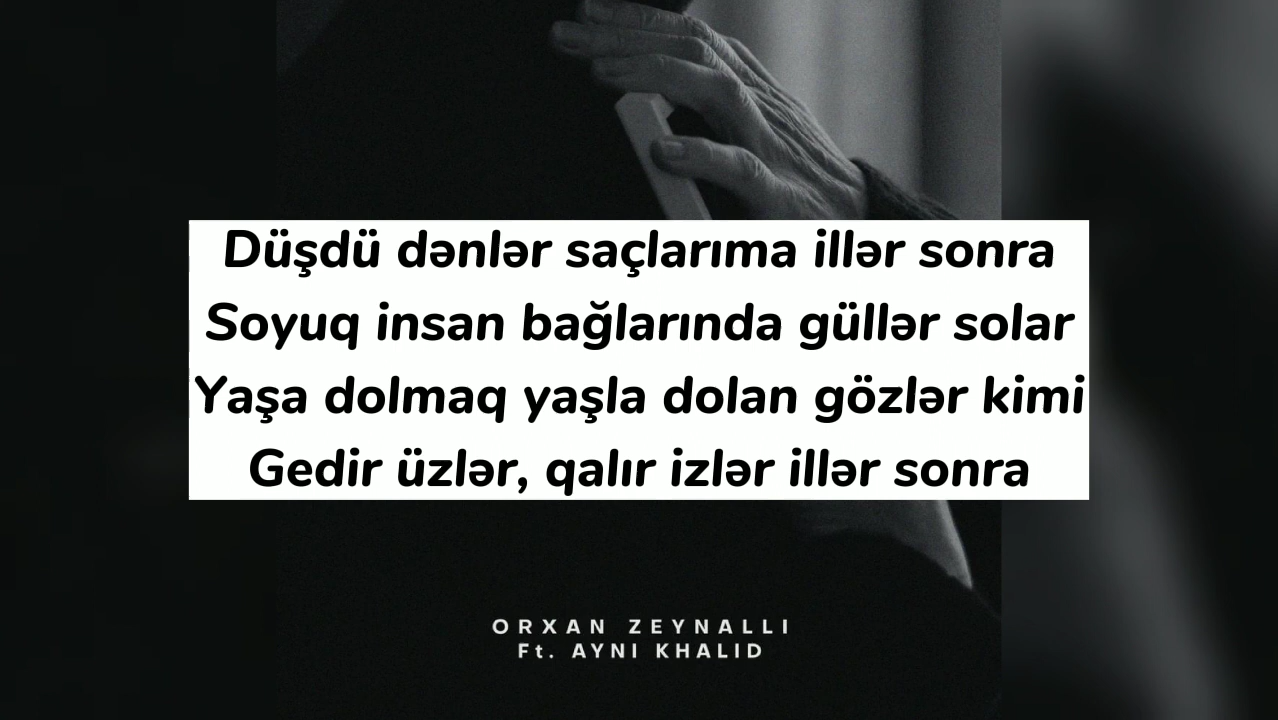 Düşdü dənlər saçlarıma illər sonra
Soyuq insan bağlarında güllər solar
Yaşa dolmaq yaşla dolan gözlər kimi
Gedir üzlər, qalır izlər illər sonra
ORXAN ZEYNALLI
Ft. AYNI KHALID